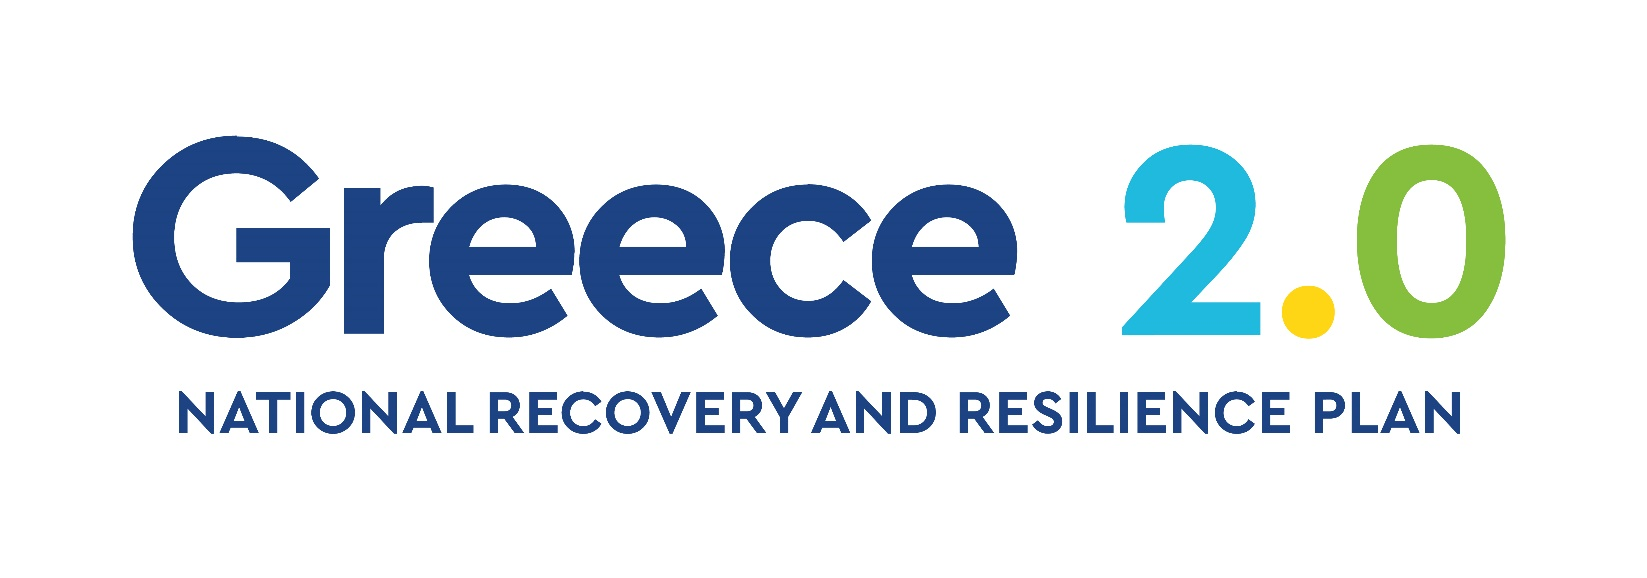 Greece 2.0
NATIONAL RECOVERY AND RESILIENCE PLAN